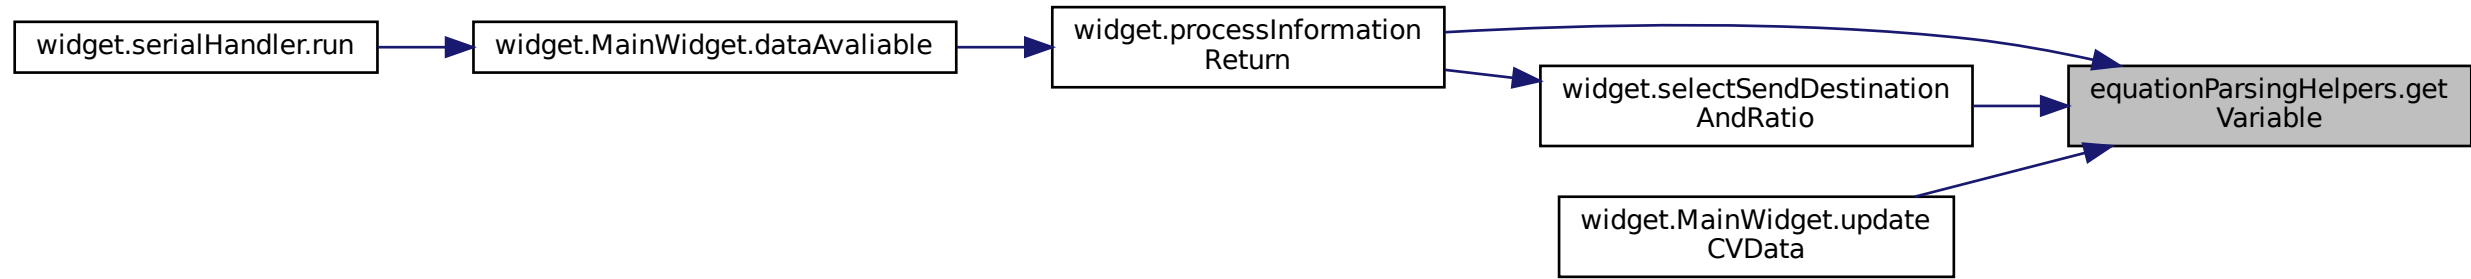 widget.serialHandler.run
widget.MainWidget.dataAvaliable
widget.processInformation
Return
widget.selectSendDestination
AndRatio
equationParsingHelpers.get
Variable
widget.MainWidget.update
CVData